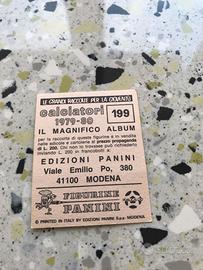 LE GRANDI RACCOLTE PER LA GIOVENTÙ
calciatori
1979-80
199
IL MAGNIFICO ALBUM
per la raccolta di queste figurine è in vendita
nelle edicole e cartolerie al prezzo propaganda
di L. 200. Chi non lo trovasse può richiederlo
inviando L. 200 in francobolli a:
EDIZIONI PANINI
Viale Emilio Po, 380
41100 MODENA
FIGURINE
PANINI
© PRINTED IN ITALY BY EDIZIONI PANINI S.p.A. MODENA